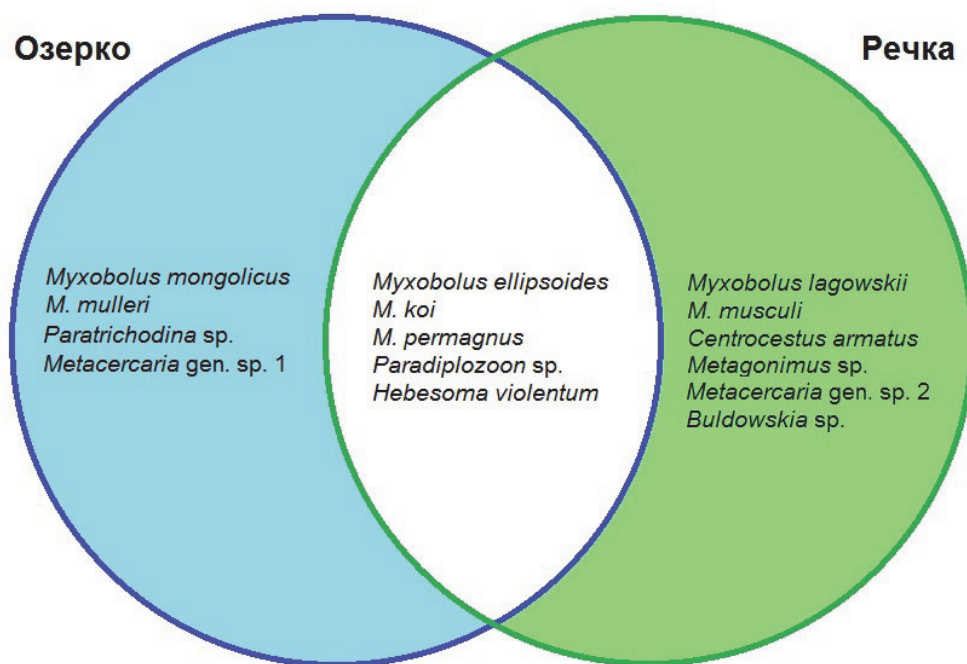 Озерко
Речка
Myxobolus mongolicus
M. mulleri
Paratrichodina sp.
Metacercaria gen. sp. 1
Myxobolus ellipsoides
M. koi
M. permagnus
Paradiplozoon sp.
Hebesoma violentum
Myxobolus lagowskii
M. musculi
Centrocestus armatus
Metagonimus sp.
Metacercaria gen. sp. 2
Buldowskia sp.